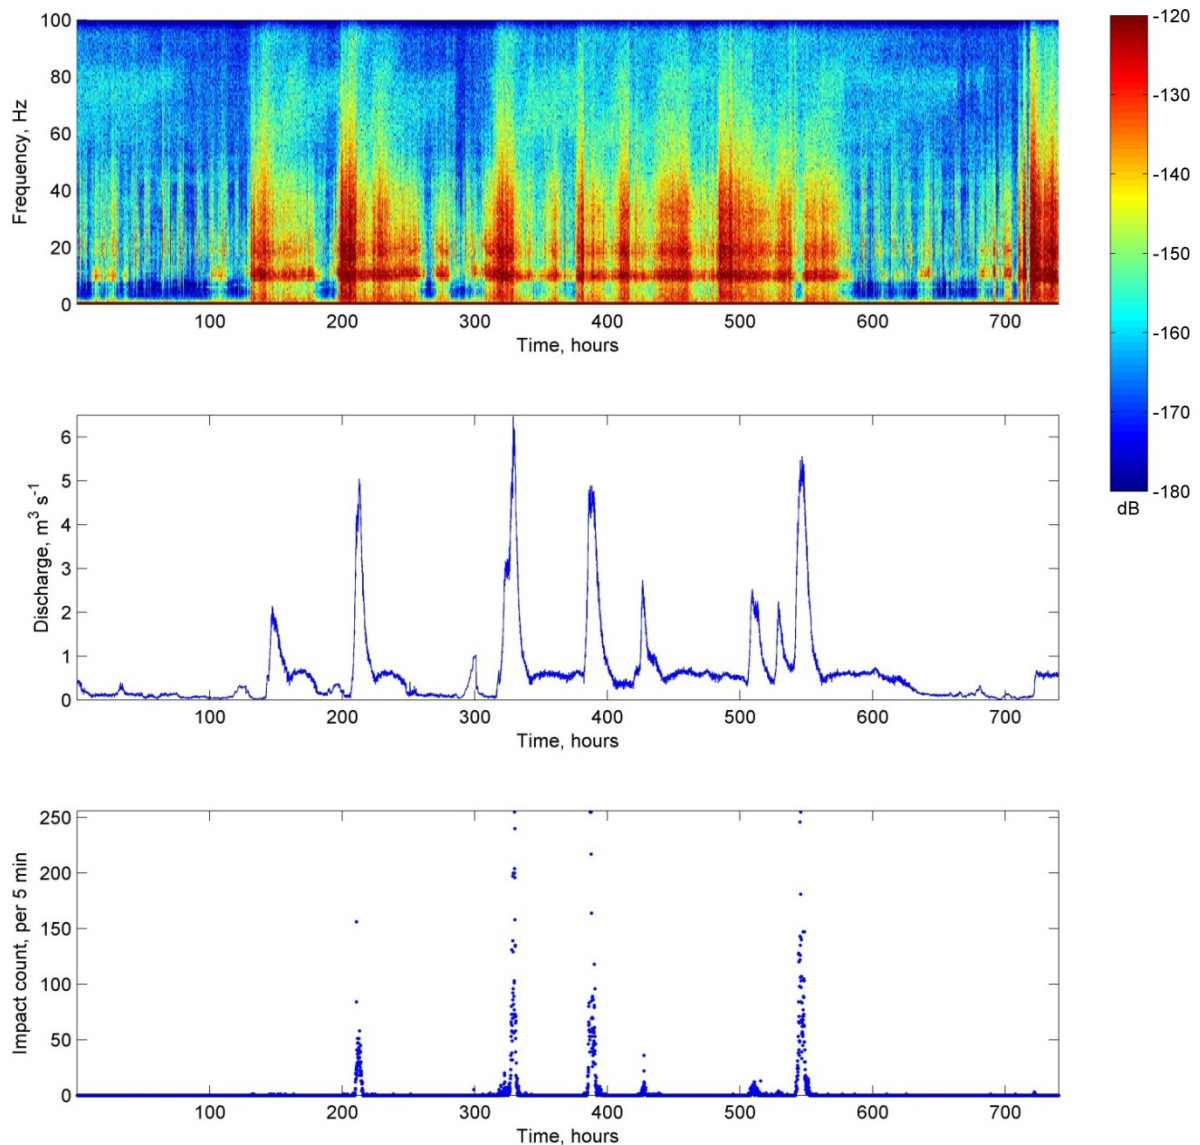 100
80
60
40
20
0
Frequency, Hz
100 200 300 400 500 600 700
Time, hours
-120
-130
-140
-150
-160
-170
-180
dB
6
5
4
3
2
1
0
Discharge, m³ s⁻¹
100 200 300 400 500 600 700
Time, hours
250
200
150
100
50
0
Impact count, per 5 min
100 200 300 400 500 600 700
Time, hours